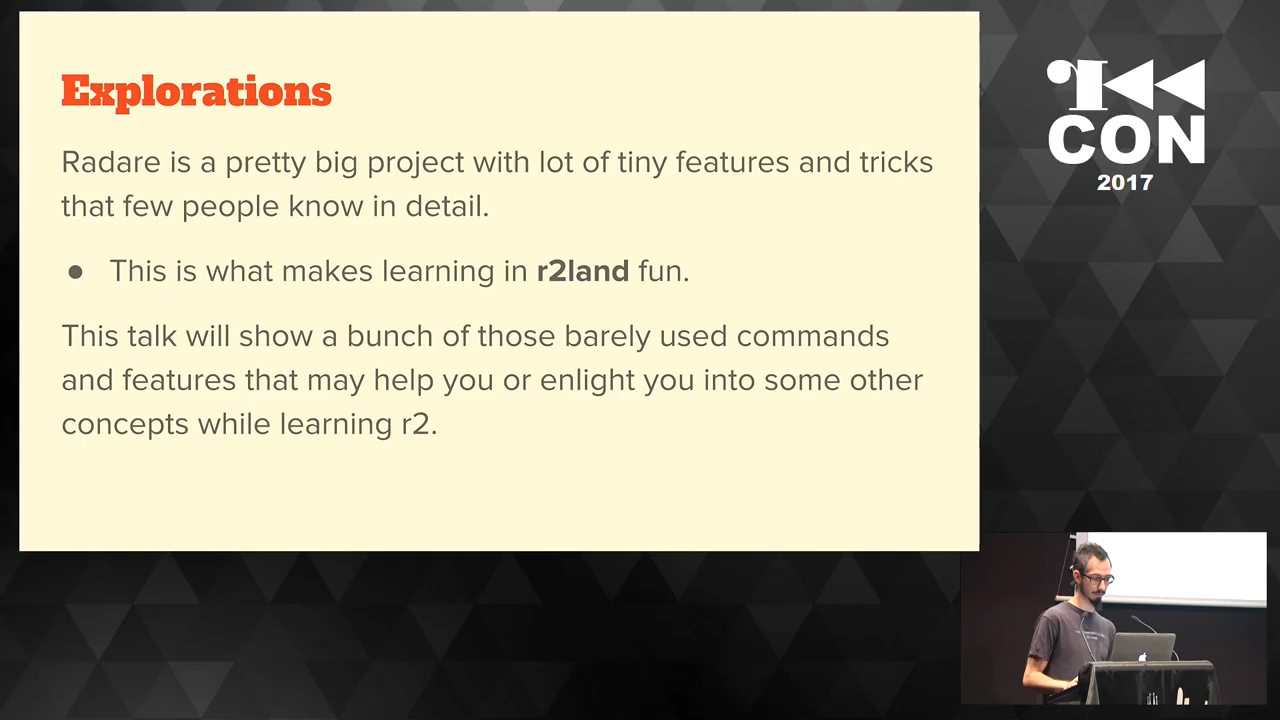 Explorations
Radare is a pretty big project with lot of tiny features and tricks
that few people know in detail.
● This is what makes learning in r2land fun.
This talk will show a bunch of those barely used commands
and features that may help you or enlight you into some other
concepts while learning r2.
CON
2017